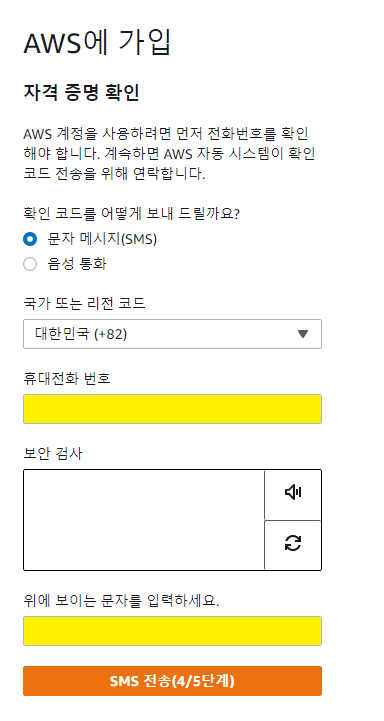 AWS에 가입
자격 증명 확인
AWS 계정을 사용하려면 먼저 전화번호를 확인
해야 합니다. 계속하면 AWS 자동 시스템이 확인
코드 전송을 위해 연락합니다.
확인 코드를 어떻게 보내 드릴까요?
문자 메시지(SMS)
음성 통화
국가 또는 리전 코드
대한민국 (+82)
휴대전화 번호
보안 검사
위에 보이는 문자를 입력하세요.
SMS 전송(4/5단계)